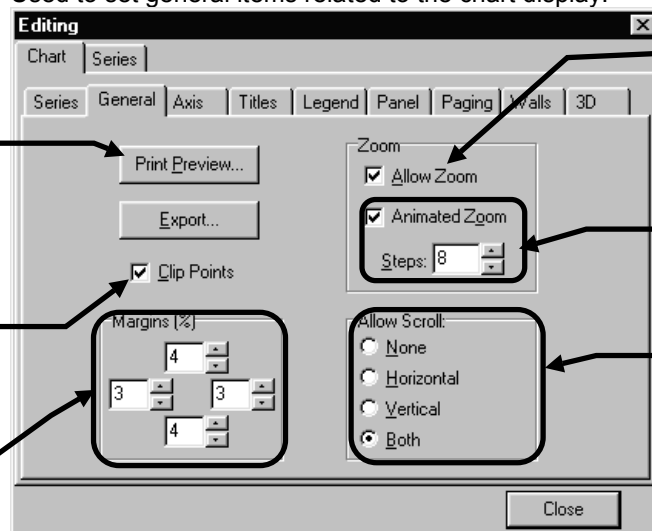 Used to set general items related to the chart display.
Editing
Chart Series
Series General Axis Titles Legend Panel Paging Walls 3D
Print Preview...
Export...
Clip Points
Margins (%)
4
3 3
4
Zoom
Allow Zoom
Animated Zoom
Steps: 8
Allow Scroll:
None
Horizontal
Vertical
Both
Close